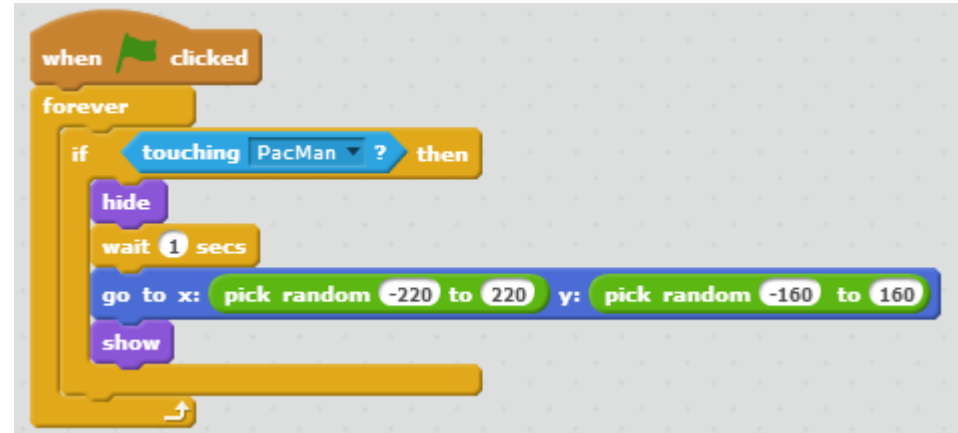 when clicked
forever
if touching PacMan ? then
hide
wait 1 secs
go to x: pick random -220 to 220 y: pick random -160 to 160
show